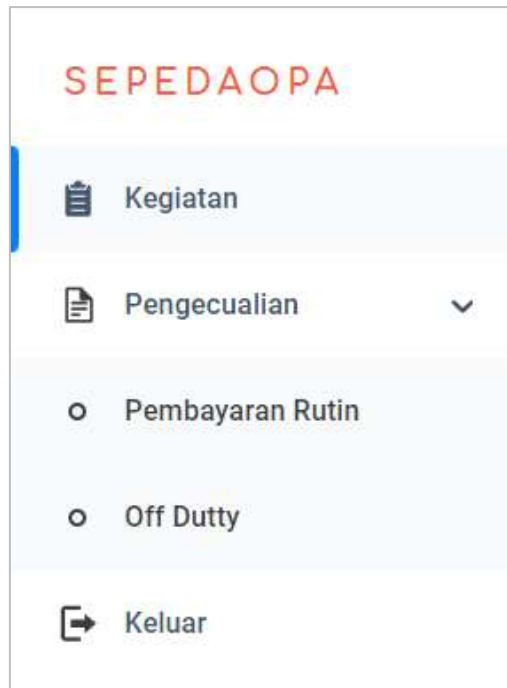 SEPEDAOPA
Kegiatan
Pengecualian
Pembayaran Rutin
Off Dutty
Keluar